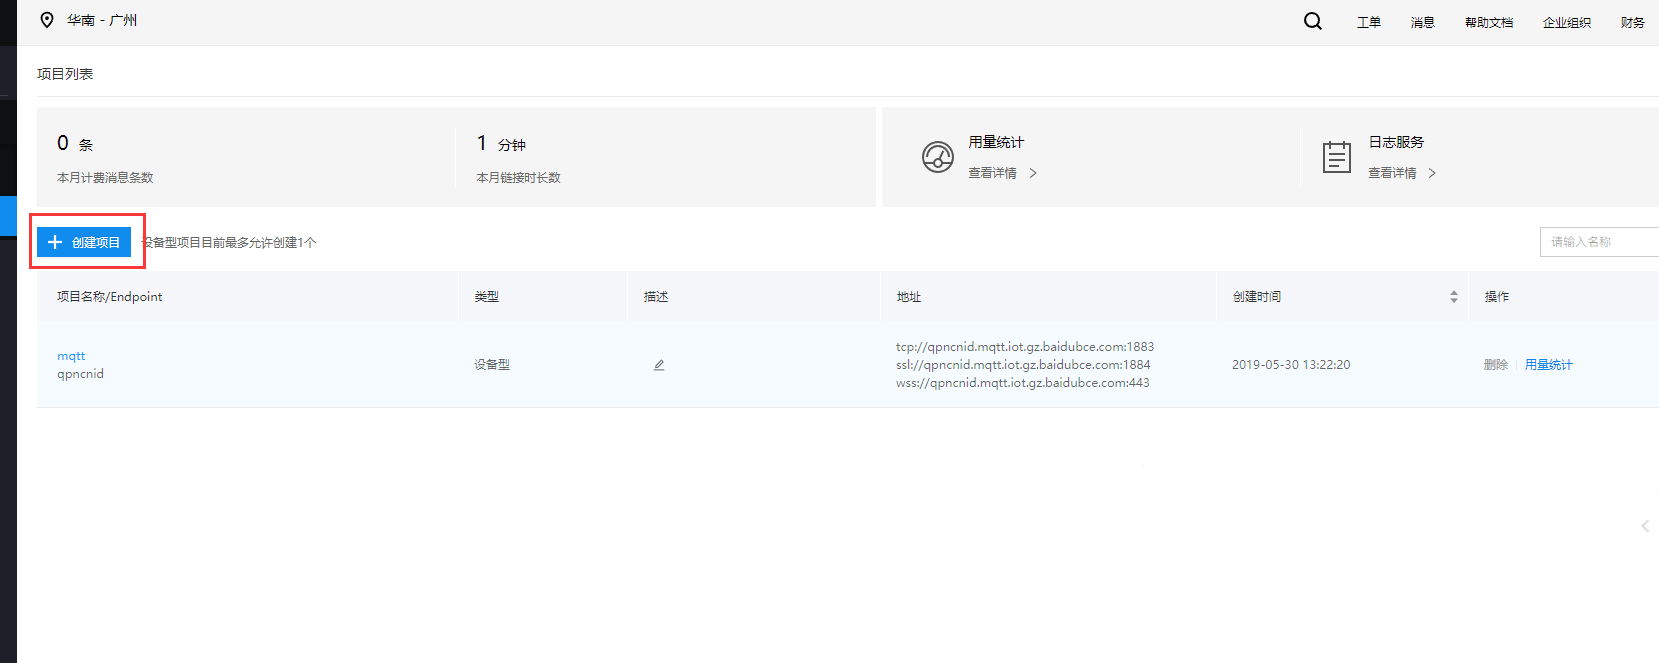 华南 - 广州
工单 消息 帮助文档 企业组织 财务
项目列表
0 条
本月计费消息条数
1 分钟
本月链接时长数
用量统计
查看详情 >
日志服务
查看详情 >
+ 创建项目 设备型项目目前最多允许创建1个
请输入名称
项目名称/Endpoint 类型 描述 地址 创建时间 操作
mqtt
qpncnid
设备型
tcp://qpncnid.mqtt.iot.gz.baidubce.com:1883
ssl://qpncnid.mqtt.iot.gz.baidubce.com:1884
wss://qpncnid.mqtt.iot.gz.baidubce.com:443
2019-05-30 13:22:20
删除 | 用量统计